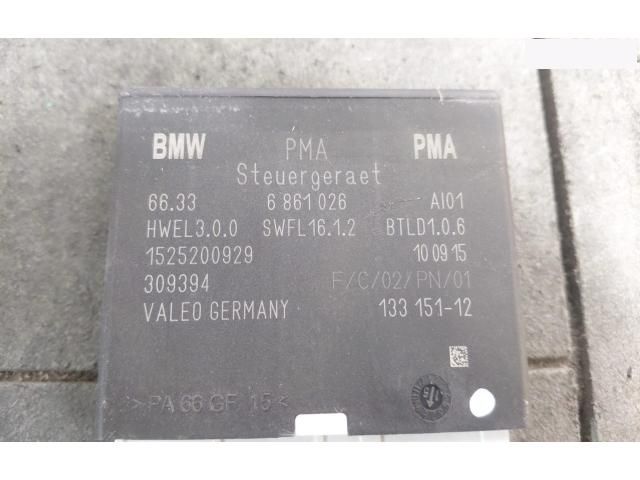 BMW PMA PMA
Steuergeraet
66.33 6 861 026 AI01
HWEL3.0.0 SWFL16.1.2 BTLD1.0.6
1525200929 10 09 15
309394 F/C/02/PN/01
VALEO GERMANY 133 151-12
>PA 66 GF 15<